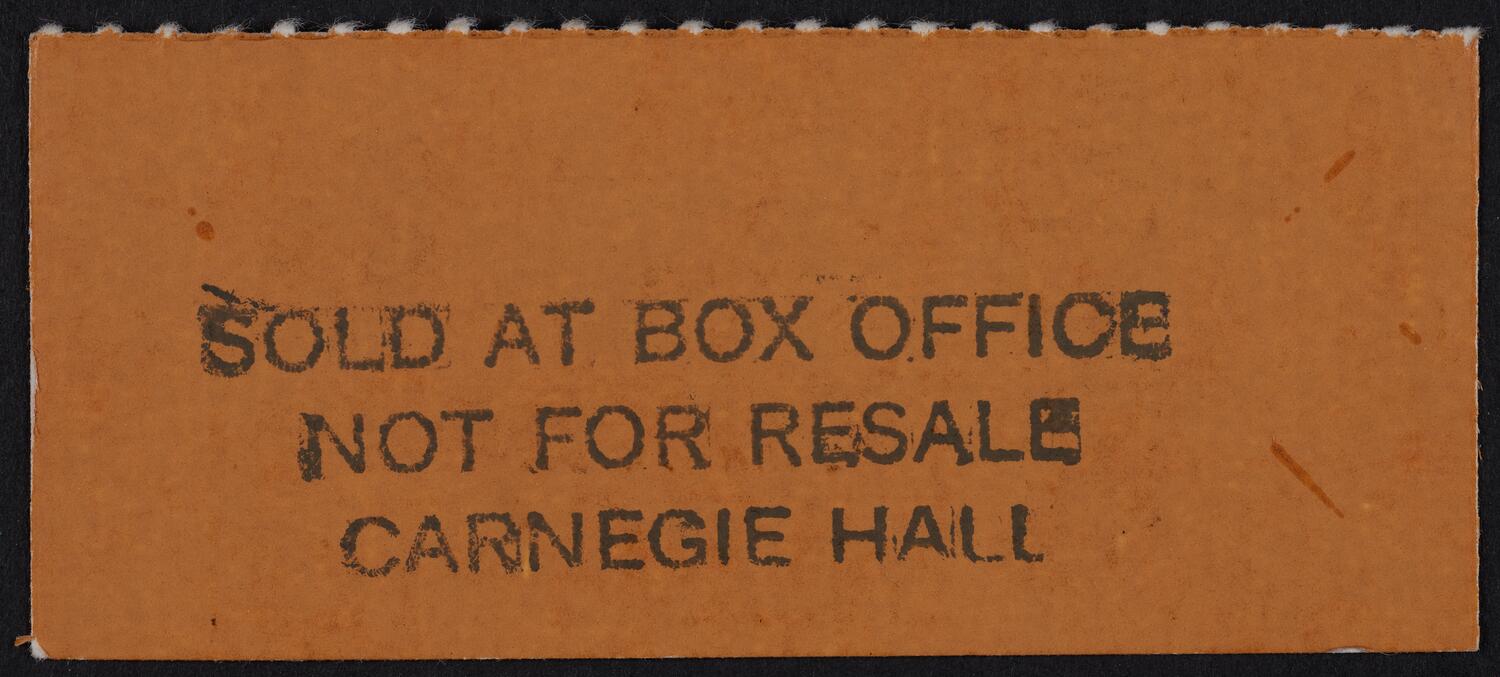 SOLD AT BOX OFFICE
NOT FOR RESALE
CARNEGIE HALL